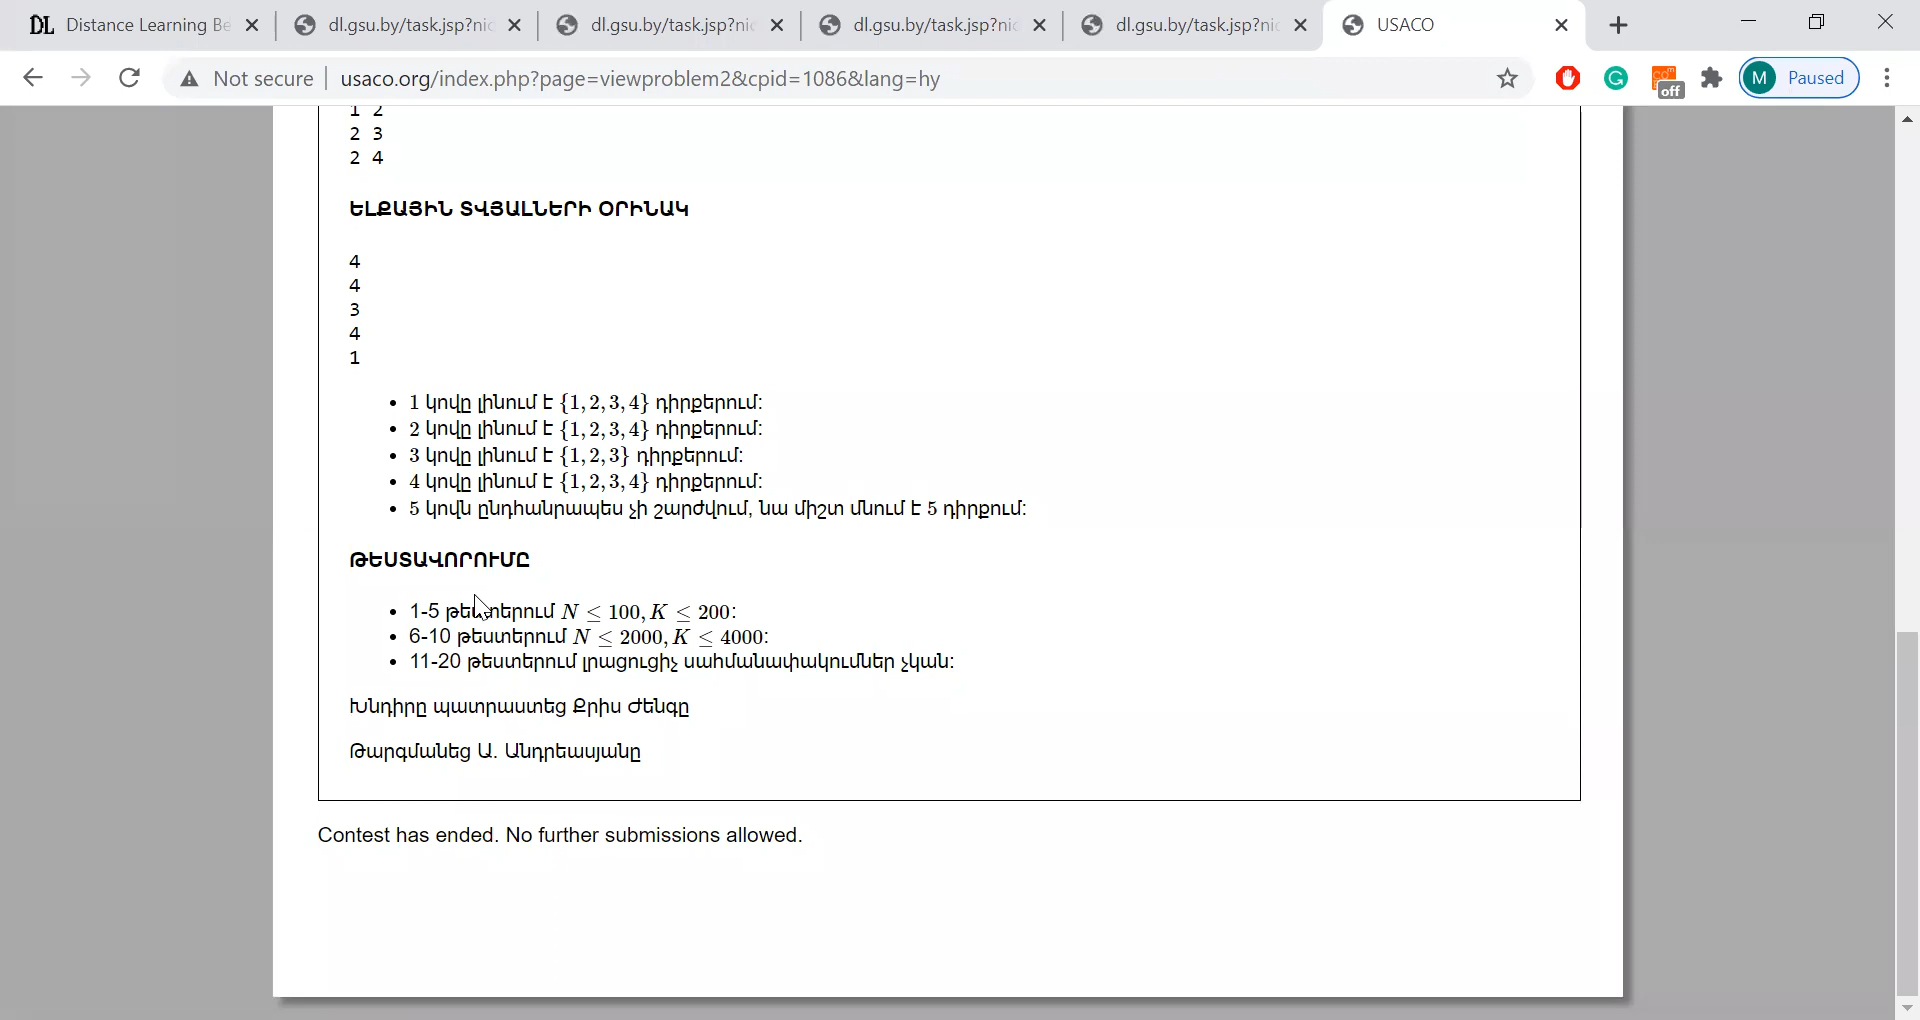 Distance Learning Be
dl.gsu.by/task.jsp?nic
dl.gsu.by/task.jsp?nic
dl.gsu.by/task.jsp?nic
dl.gsu.by/task.jsp?nic
USACO
Not secure
usaco.org/index.php?page=viewproblem2&cpid=1086&lang=hy
off
M Paused
1 2
2 3
2 4
ԵԼՔԱՅԻՆ ՏՎՅԱԼՆԵՐԻ ՕՐԻՆԱԿ
4
4
3
4
1
• 1 կովը լինում է {1, 2, 3, 4} դիրքերում:
• 2 կովը լինում է {1, 2, 3, 4} դիրքերում:
• 3 կովը լինում է {1, 2, 3} դիրքերում:
• 4 կովը լինում է {1, 2, 3, 4} դիրքերում:
• 5 կովն ընդհանրապես չի շարժվում, նա միշտ մնում է 5 դիրքում:
ԹԵՍՏԱՎՈՐՈՒՄԸ
• 1-5 թեստերում N ≤ 100, K ≤ 200:
• 6-10 թեստերում N ≤ 2000, K ≤ 4000:
• 11-20 թեստերում լրացուցիչ սահմանափակումներ չկան:
Խնդիրը պատրաստեց Քրիս Ժենգը
Թարգմանեց Ա. Անդրեասյանը
Contest has ended. No further submissions allowed.